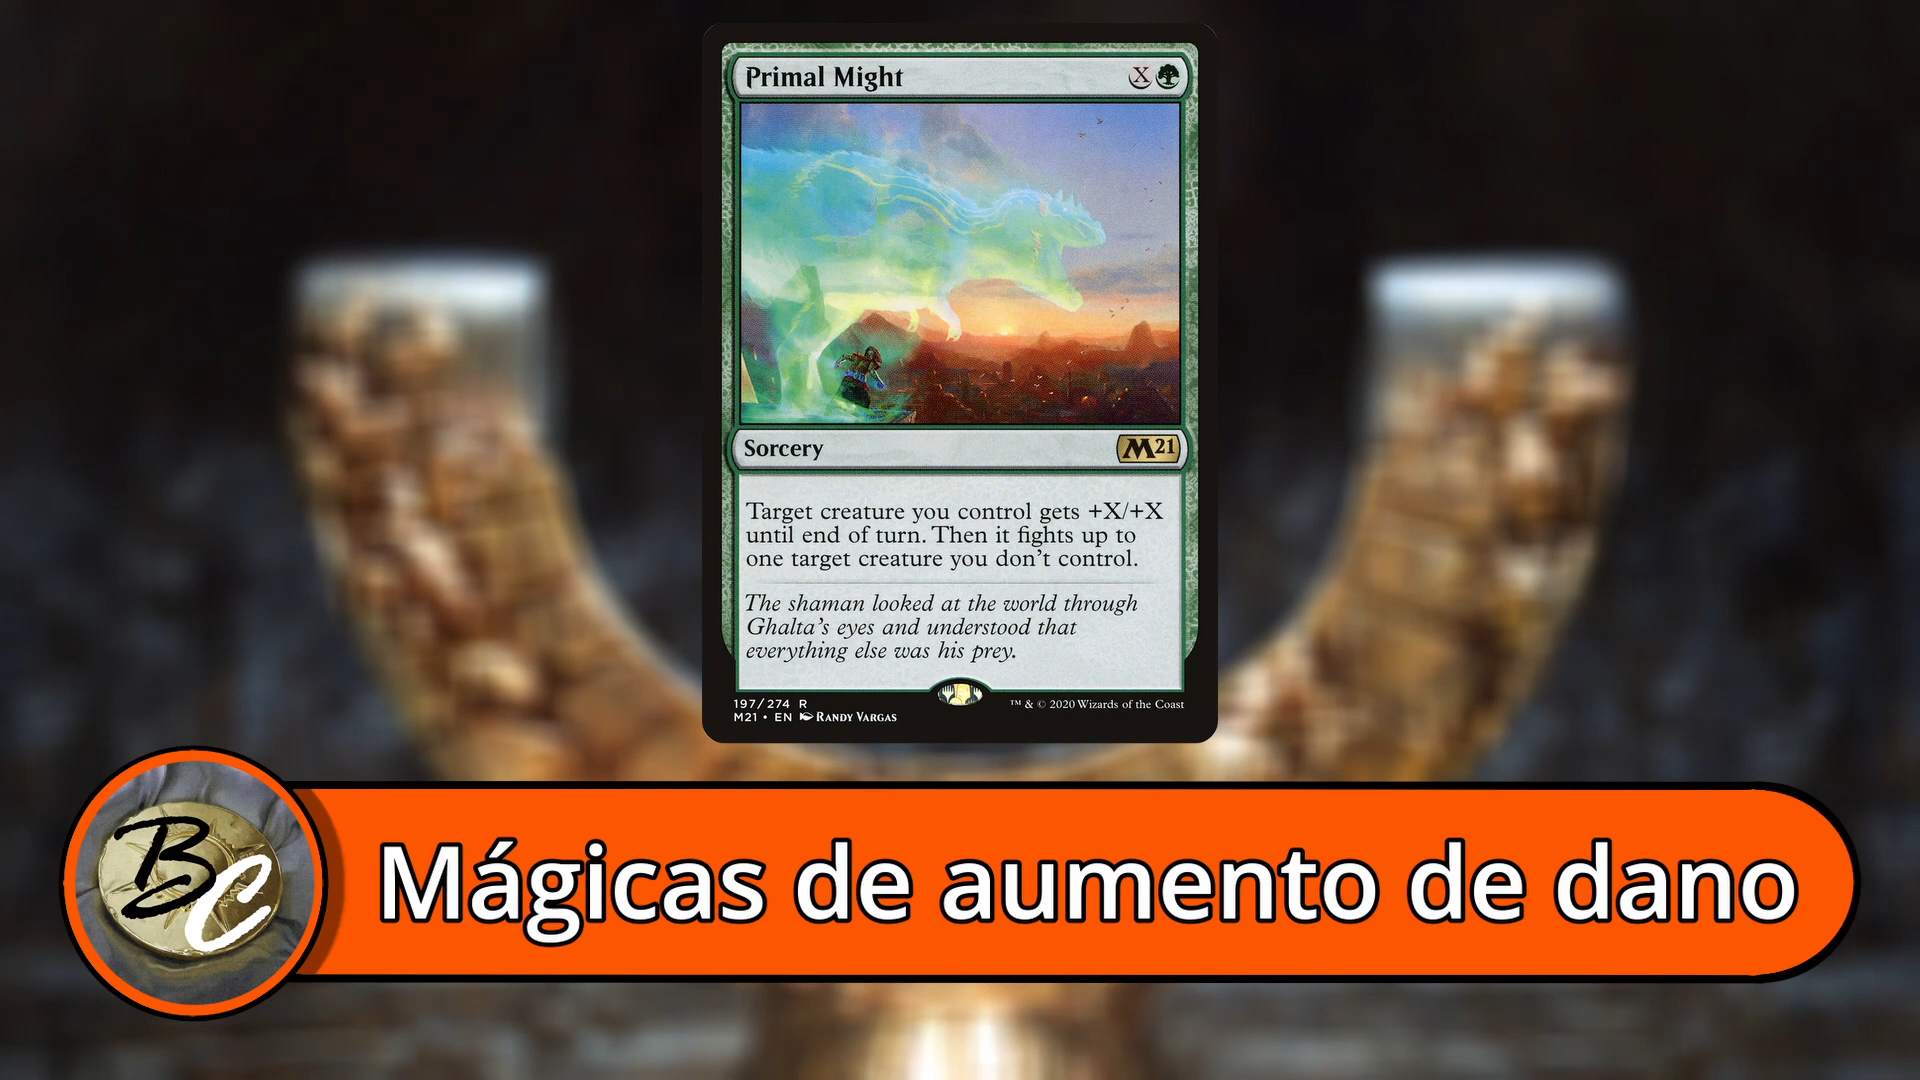 Primal Might X
Sorcery M21
Target creature you control gets +X/+X
until end of turn. Then it fights up to
one target creature you don't control.
The shaman looked at the world through
Ghalta's eyes and understood that
everything else was his prey.
197/274 R
M21 • EN RANDY VARGAS
™ & © 2020 Wizards of the Coast
BC
Mágicas de aumento de dano